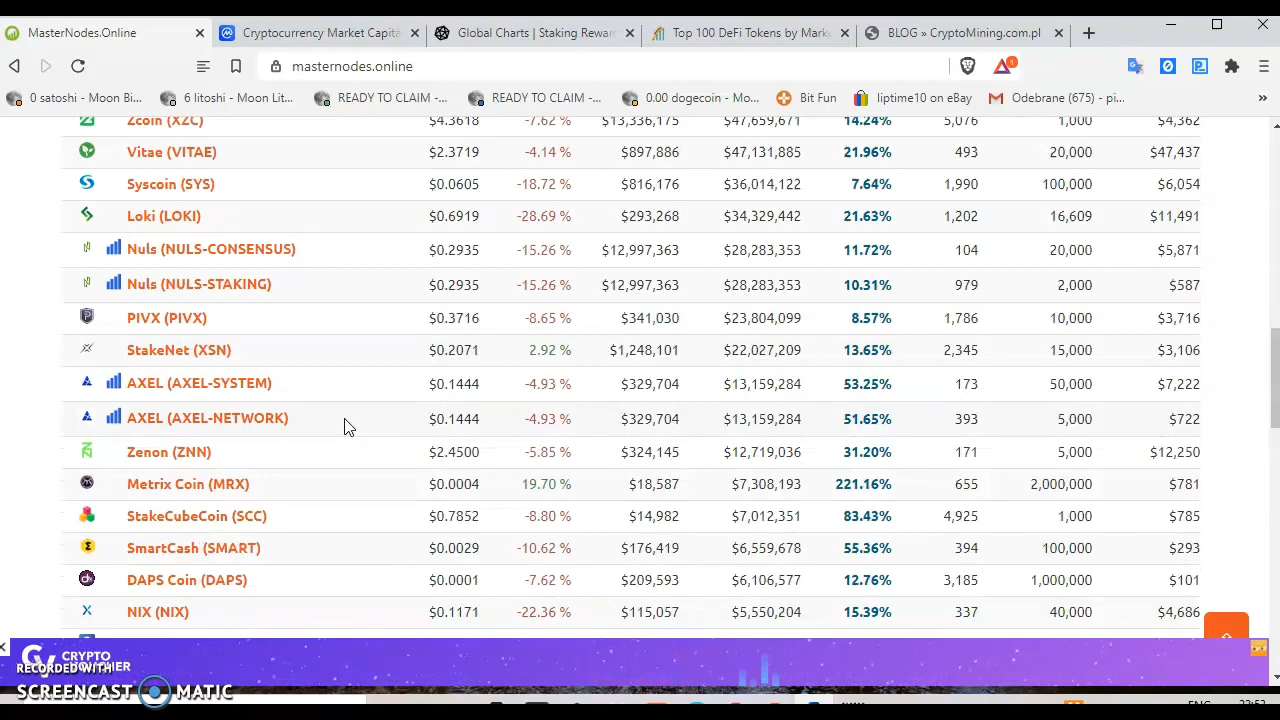 MasterNodes.Online
Cryptocurrency Market Capita
Global Charts | Staking Rewar
Top 100 DeFi Tokens by Mark
BLOG » CryptoMining.com.pl
masternodes.online
1
0 satoshi - Moon Bi...
6 litoshi - Moon Lit...
READY TO CLAIM -...
READY TO CLAIM -...
0.00 dogecoin - Mo...
Bit Fun
liptime10 on eBay
Odebrane (675) - pi...
Zcoin (XZC) $4.3618 -7.62 % $13,336,175 $47,659,671 14.24% 5,076 1,000 $4,362
Vitae (VITAE) $2.3719 -4.14 % $897,886 $47,131,885 21.96% 493 20,000 $47,437
Syscoin (SYS) $0.0605 -18.72 % $816,176 $36,014,122 7.64% 1,990 100,000 $6,054
Loki (LOKI) $0.6919 -28.69 % $293,268 $34,329,442 21.63% 1,202 16,609 $11,491
Nuls (NULS-CONSENSUS) $0.2935 -15.26 % $12,997,363 $28,283,353 11.72% 104 20,000 $5,871
Nuls (NULS-STAKING) $0.2935 -15.26 % $12,997,363 $28,283,353 10.31% 979 2,000 $587
PIVX (PIVX) $0.3716 -8.65 % $341,030 $23,804,099 8.57% 1,786 10,000 $3,716
StakeNet (XSN) $0.2071 2.92 % $1,248,101 $22,027,209 13.65% 2,345 15,000 $3,106
AXEL (AXEL-SYSTEM) $0.1444 -4.93 % $329,704 $13,159,284 53.25% 173 50,000 $7,222
AXEL (AXEL-NETWORK) $0.1444 -4.93 % $329,704 $13,159,284 51.65% 393 5,000 $722
Zenon (ZNN) $2.4500 -5.85 % $324,145 $12,719,036 31.20% 171 5,000 $12,250
Metrix Coin (MRX) $0.0004 19.70 % $18,587 $7,308,193 221.16% 655 2,000,000 $781
StakeCubeCoin (SCC) $0.7852 -8.80 % $14,982 $7,012,351 83.43% 4,925 1,000 $785
SmartCash (SMART) $0.0029 -10.62 % $176,419 $6,559,678 55.36% 394 100,000 $293
DAPS Coin (DAPS) $0.0001 -7.62 % $209,593 $6,106,577 12.76% 3,185 1,000,000 $101
NIX (NIX) $0.1171 -22.36 % $115,057 $5,550,204 15.39% 337 40,000 $4,686
CRYPTO
RECORDED WITH
SCREENCAST MATIC